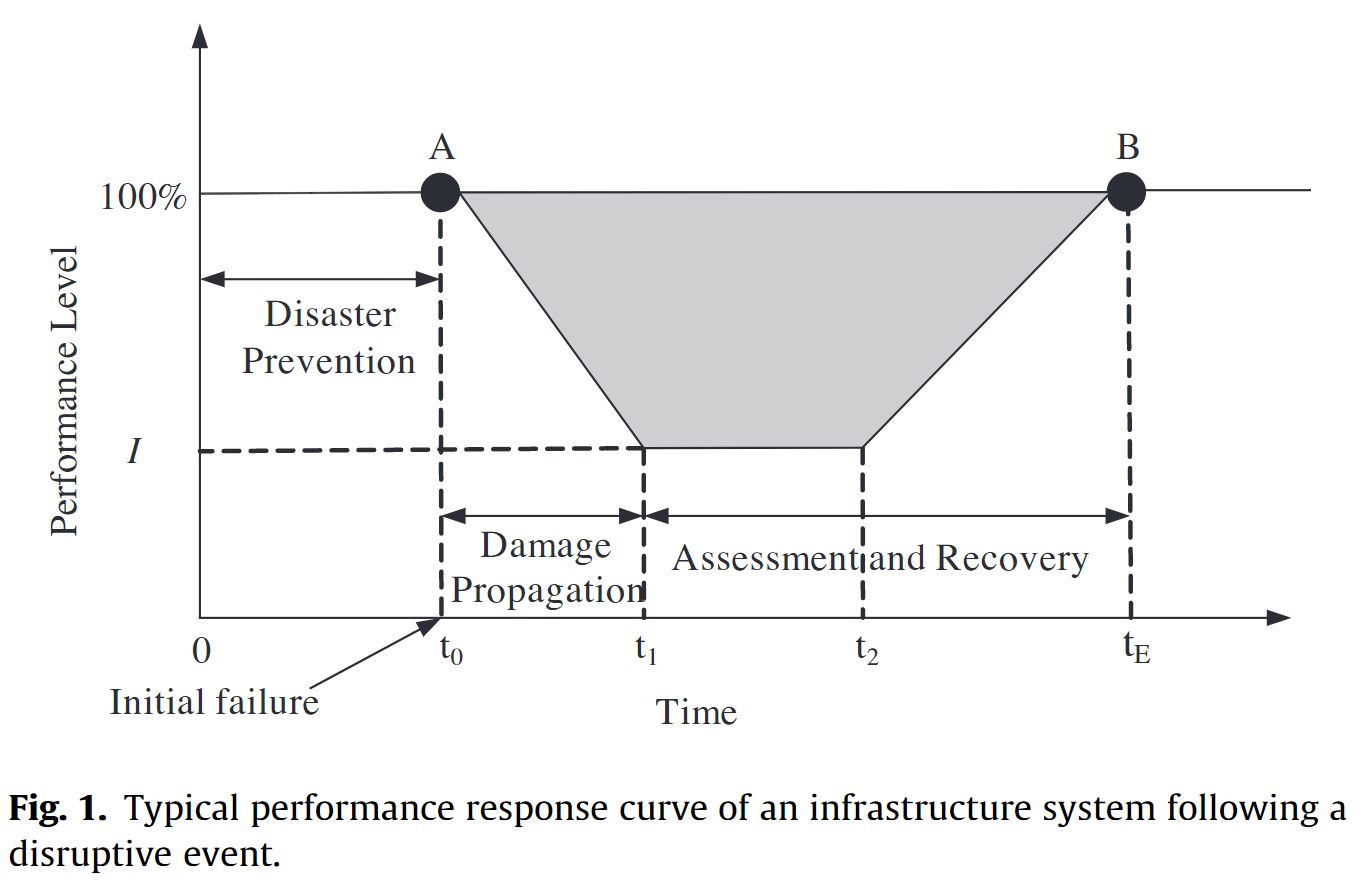 A
B
100%
Performance Level
Disaster
Prevention
I
Damage
Propagation
Assessment and Recovery
0
t₀
t₁
t₂
t_E
Initial failure
Time
Fig. 1. Typical performance response curve of an infrastructure system following a
disruptive event.